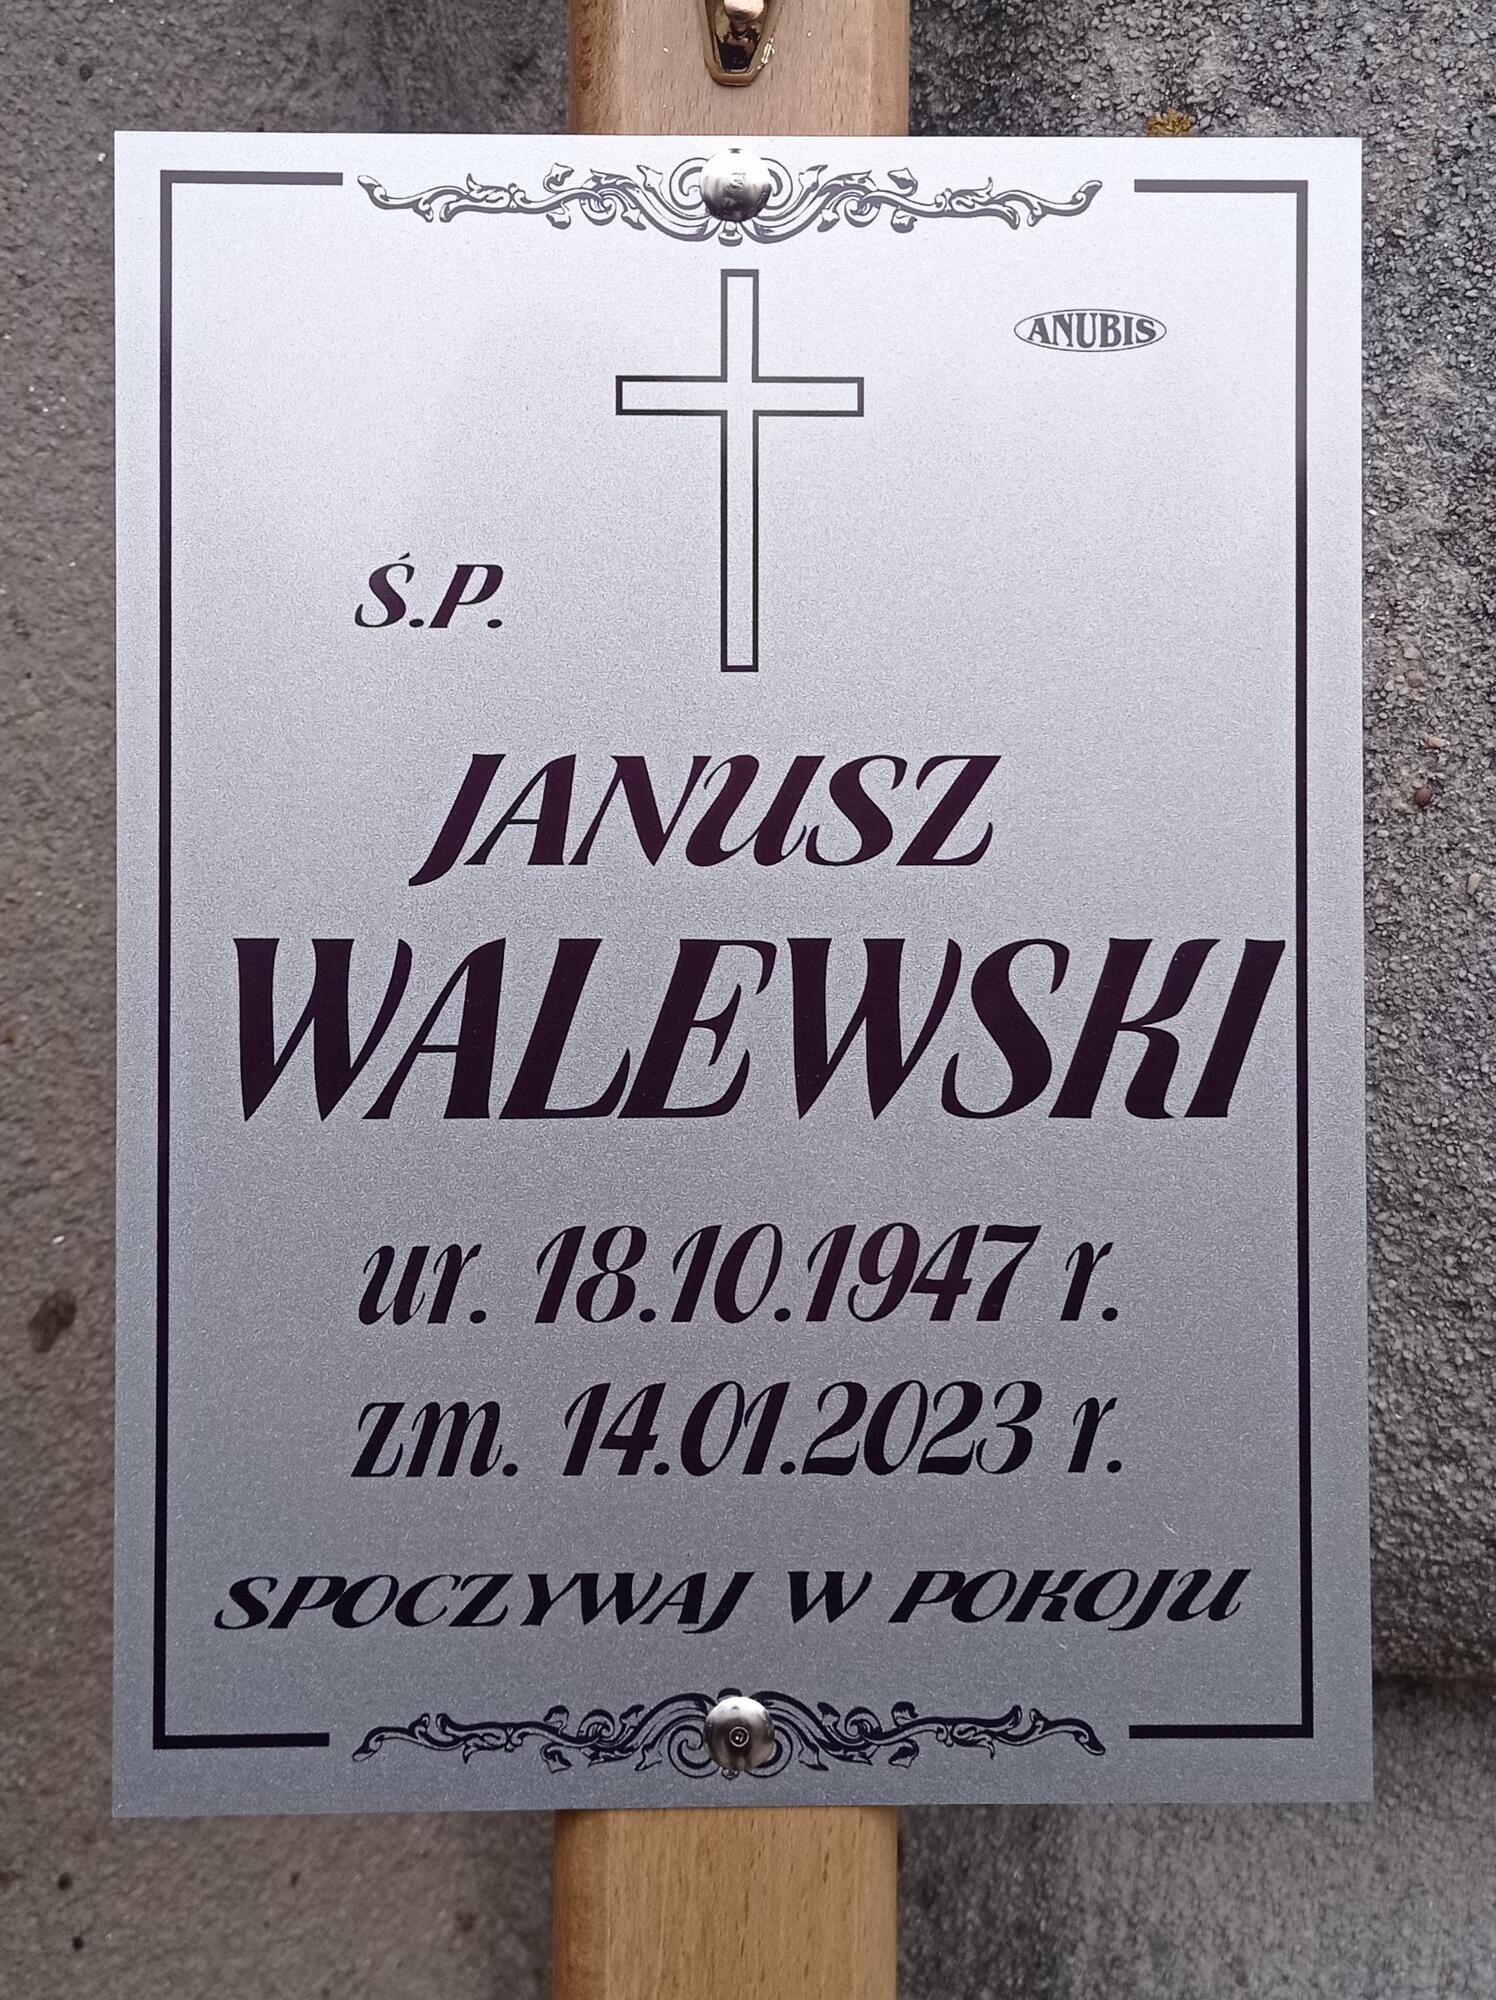 ANUBIS
Ś.P.
JANUSZ
WALEWSKI
ur. 18.10.1947 r.
zm. 14.01.2023 r.
SPOCZYWAJ W POKOJU